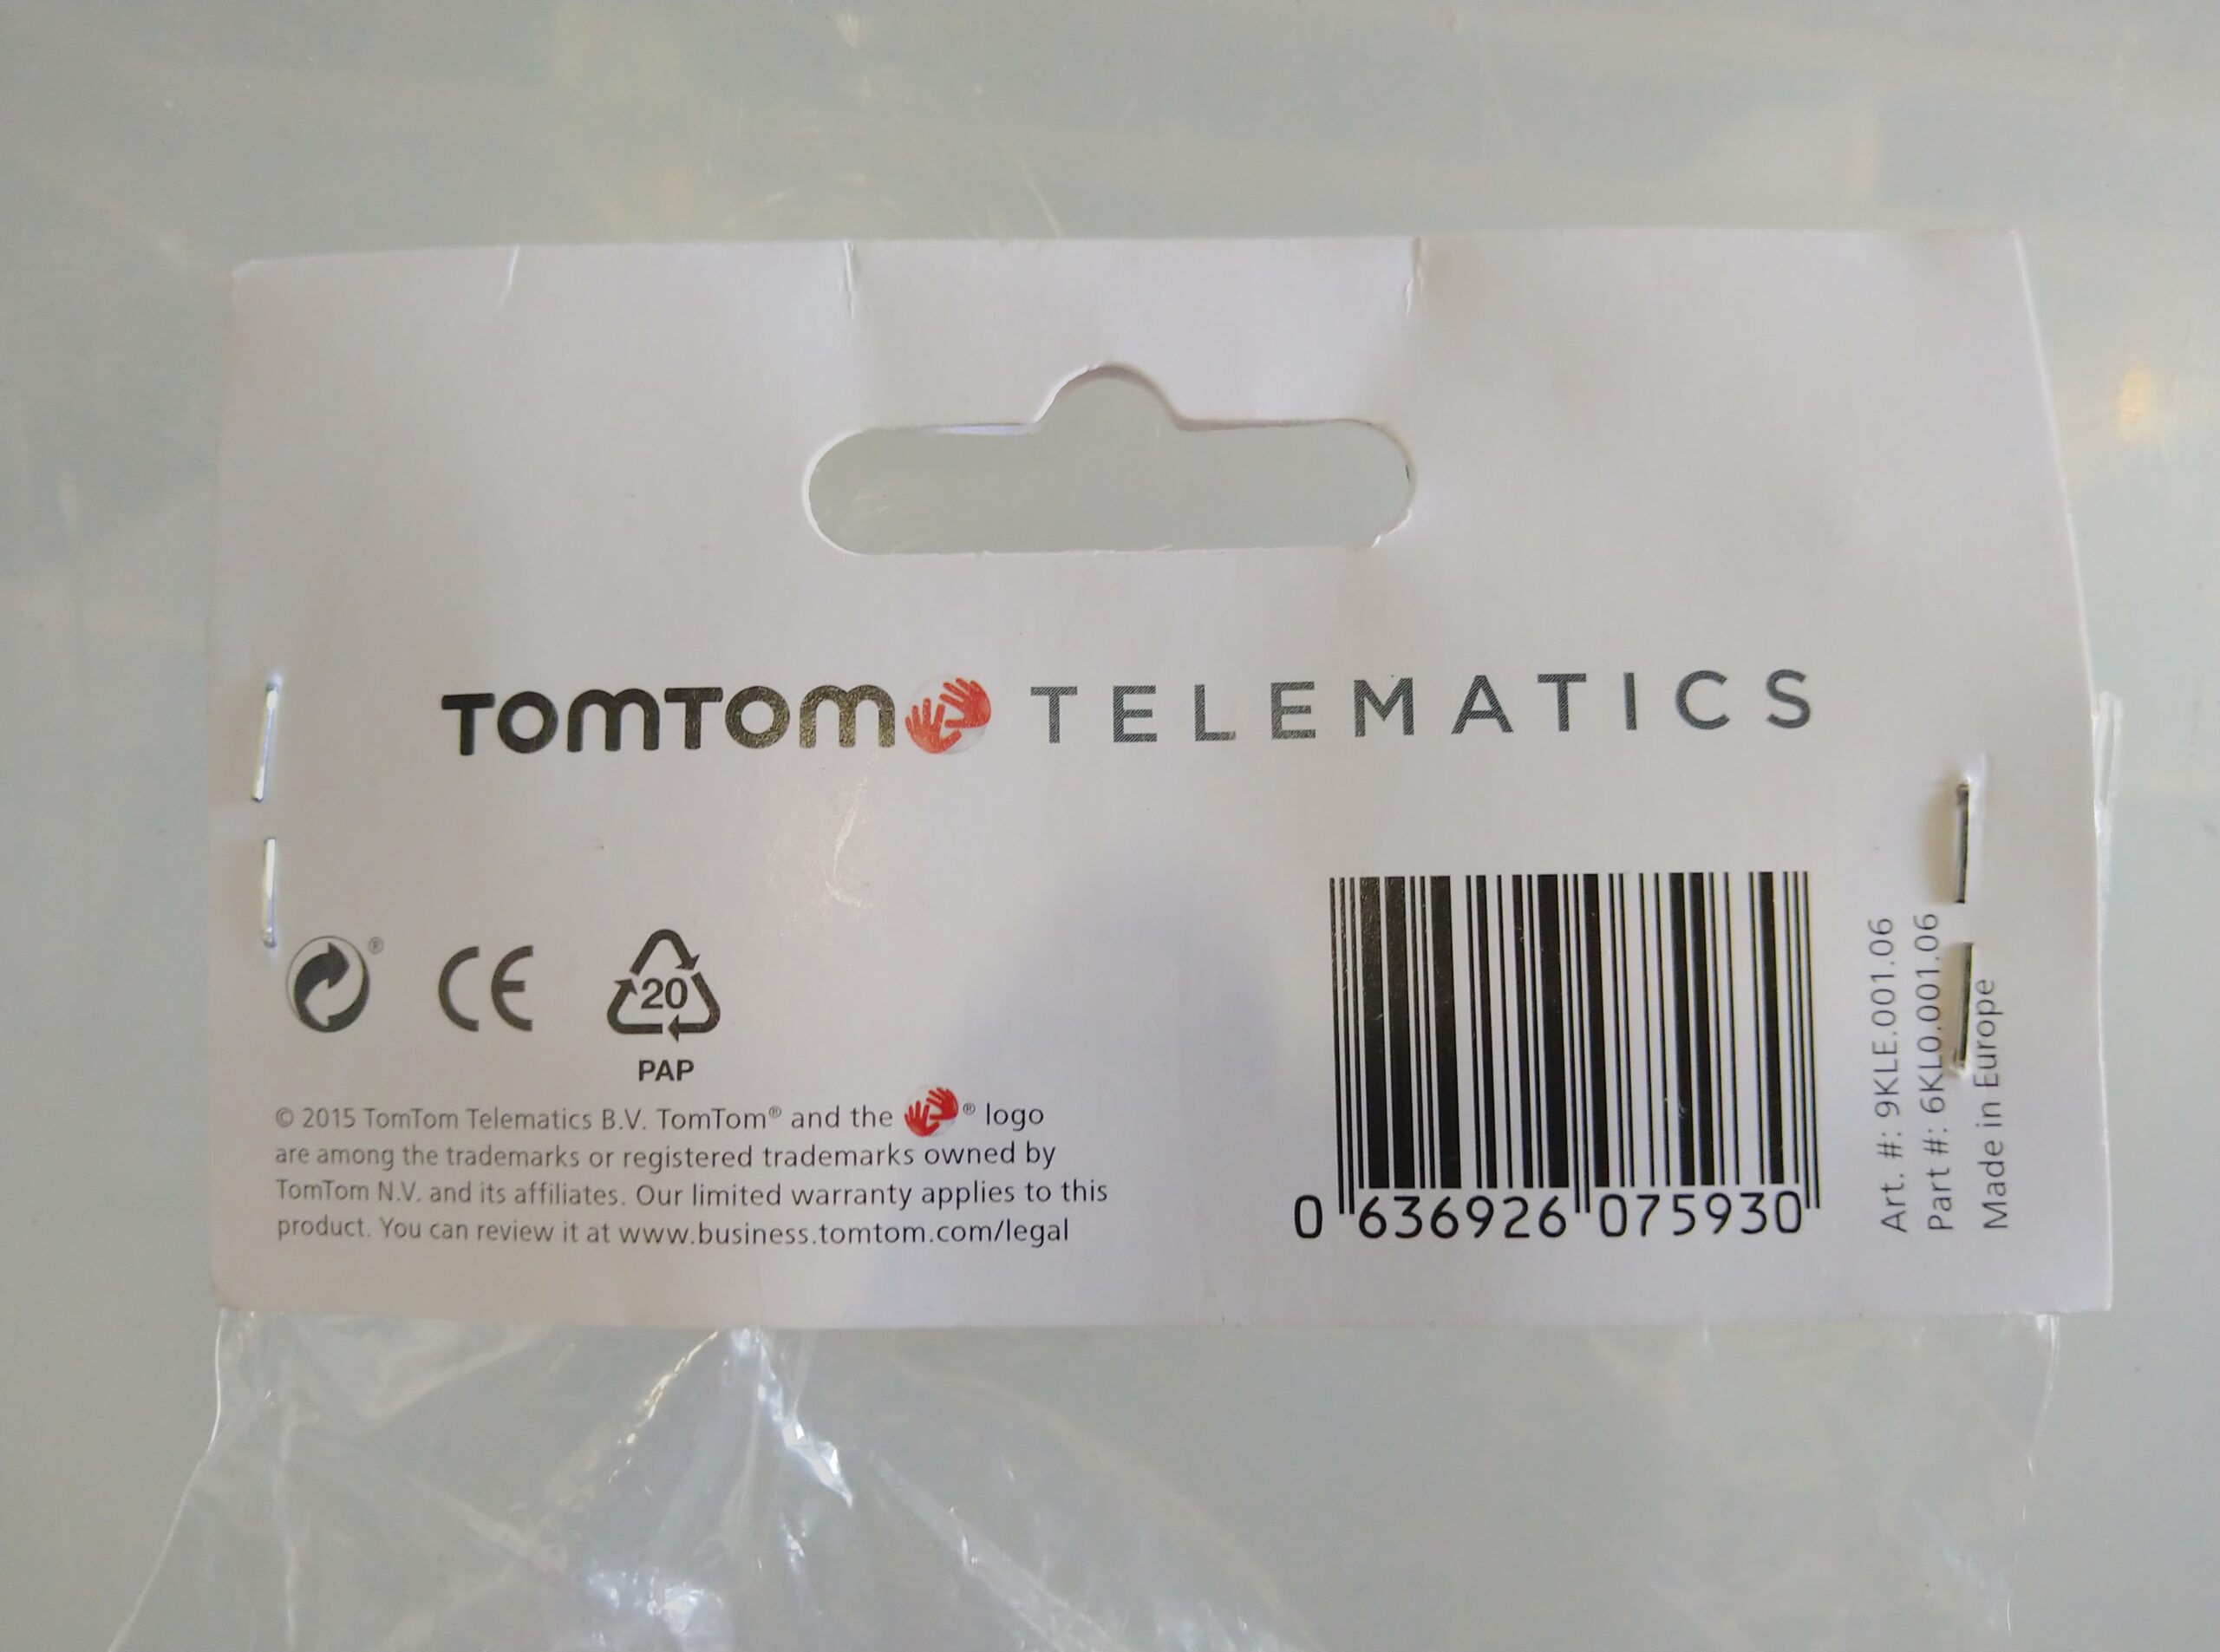 TOMTOM TELEMATICS
®
CE
20
PAP
© 2015 TomTom Telematics B.V. TomTom® and the ® logo
are among the trademarks or registered trademarks owned by
TomTom N.V. and its affiliates. Our limited warranty applies to this
product. You can review it at www.business.tomtom.com/legal
0 636926 075930
Art. #: 9KLE.001.06
Part #: 6KL0.001.06
Made in Europe